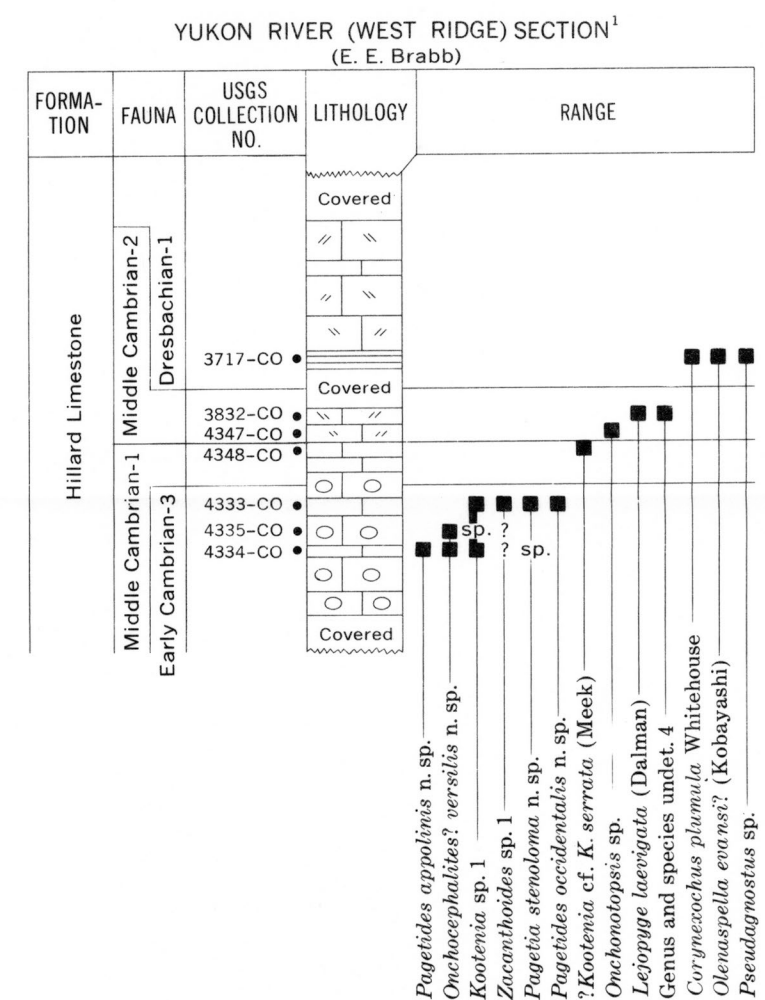 YUKON RIVER (WEST RIDGE) SECTION¹
(E. E. Brabb)
FORMA-
TION
FAUNA
USGS
COLLECTION
NO.
LITHOLOGY
RANGE
Hillard Limestone
Middle Cambrian-2
Dresbachian-1
Middle Cambrian-1
Early Cambrian-3
Covered
3717-CO
Covered
3832-CO
4347-CO
4348-CO
4333-CO
4335-CO
sp. ?
4334-CO
? sp.
Covered
Pagetides appolinis n. sp.
Onchocephalites? versilis n. sp.
Kootenia sp. 1
Zacanthoides sp. 1
Pagetia stenoloma n. sp.
Pagetides occidentalis n. sp.
?Kootenia cf. K. serrata (Meek)
Onchonotopsis sp.
Lejopyge laevigata (Dalman)
Genus and species undet. 4
Corynexochus plumula Whitehouse
Olenaspella evansi? (Kobayashi)
Pseudagnostus sp.